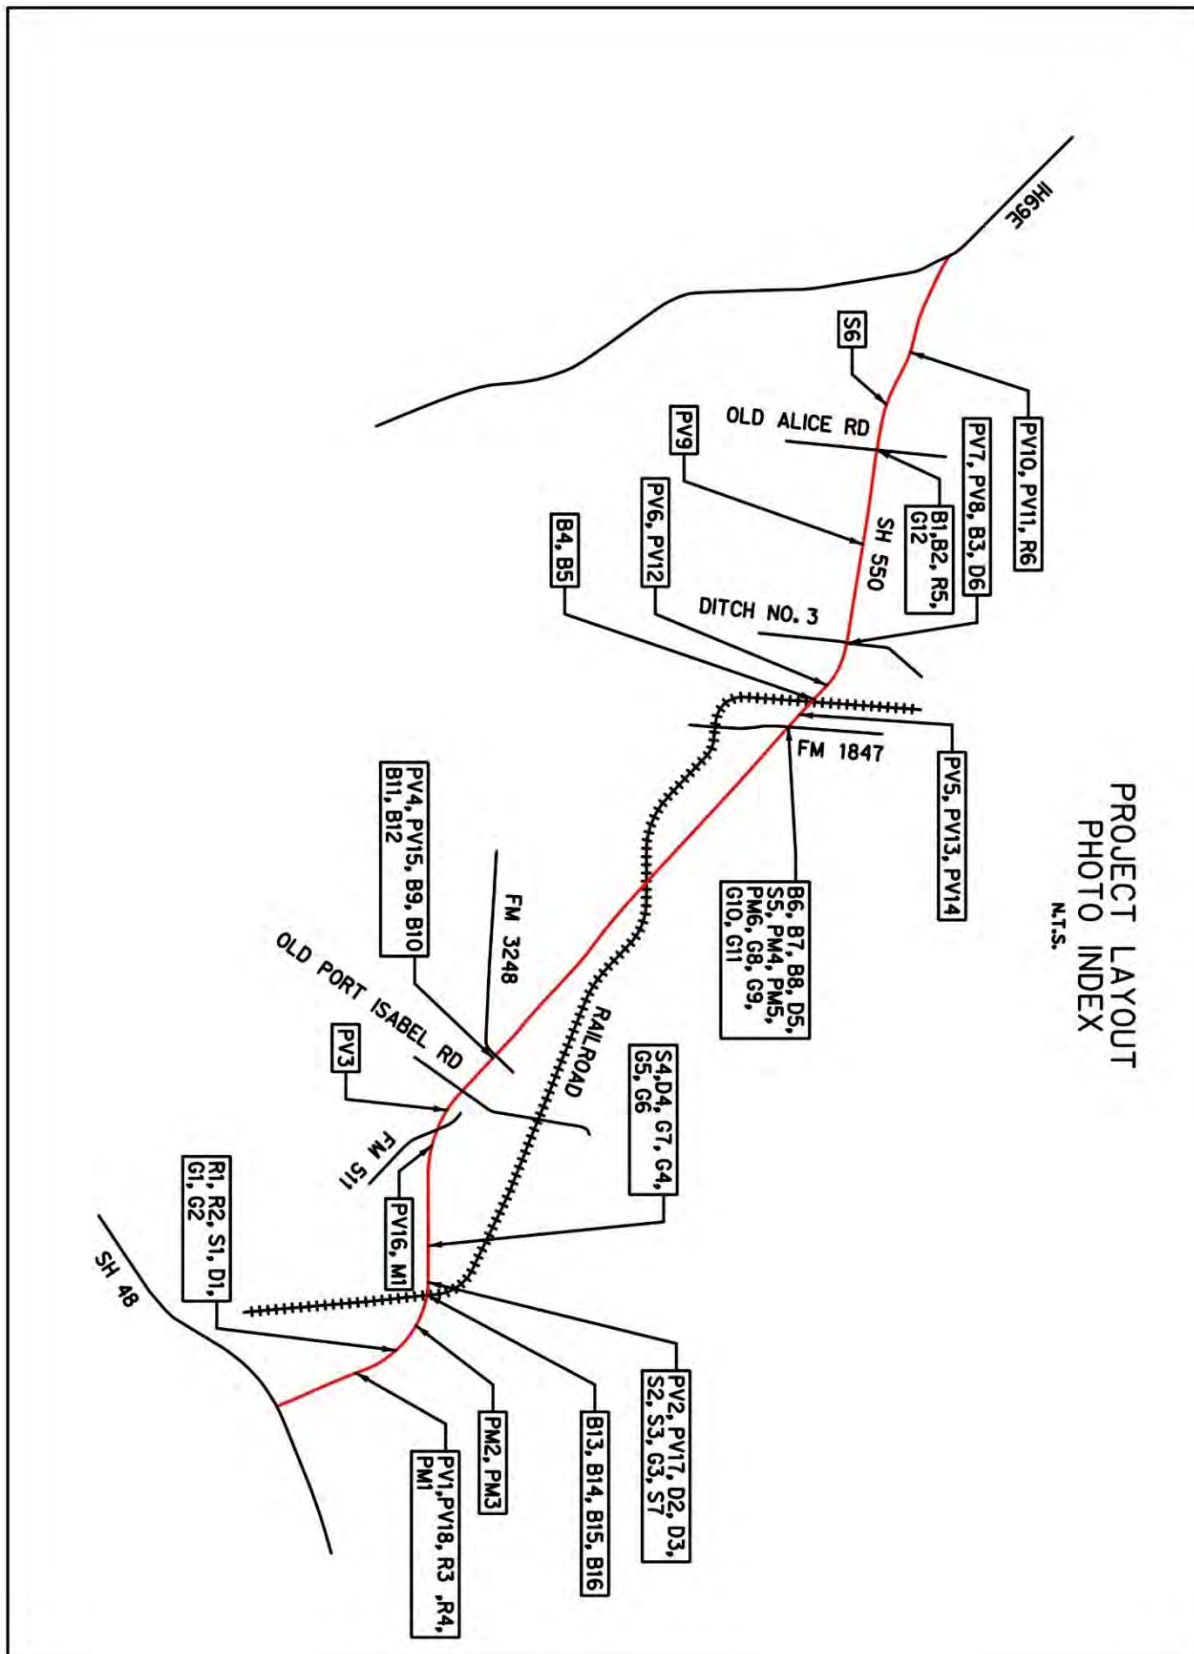 PROJECT LAYOUT
PHOTO INDEX
N.T.S.
IH69E
PV10, PV11, R6
S6
PV7, PV8, B3, D6
B1,B2, R5,
G12
OLD ALICE RD
PV9
SH 550
PV6, PV12
DITCH NO. 3
B4, B5
PV5, PV13, PV14
FM 1847
B6, B7, B8, D5,
S5, PM4, PM5,
PM6, G8, G9,
G10, G11
PV4, PV15, B9, B10
B11, B12
FM 3248
OLD PORT ISABEL RD
RAILROAD
PV3
S4,D4, G7, G4,
G5, G6
FM 511
PV16, M1
R1, R2, S1, D1,
G1, G2
SH 48
PV2, PV17, D2, D3,
S2, S3, G3, S7
B13, B14, B15, B16
PM2, PM3
PV1,PV18, R3 ,R4,
PM1